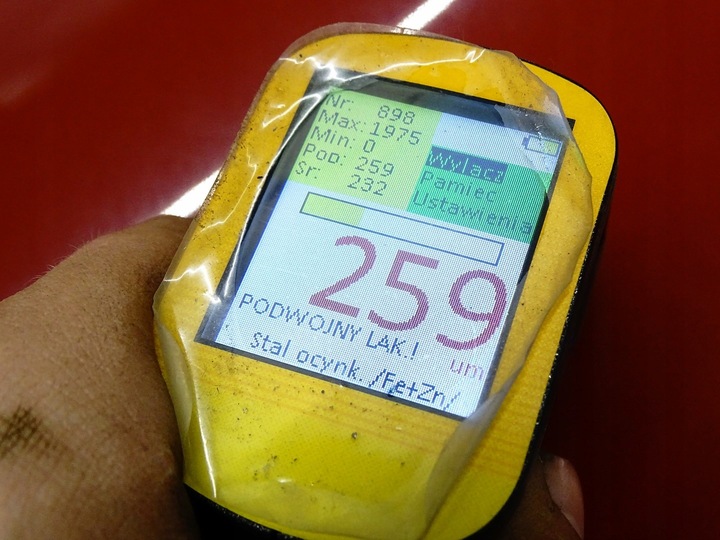 Nr: 898
Max: 1975
Min: 0
Pop: 259
Sr: 232
Wylacz
Pamiec
Ustawienia
259
um
PODWOJNY LAK.!
Stal ocynk. /Fe+Zn/